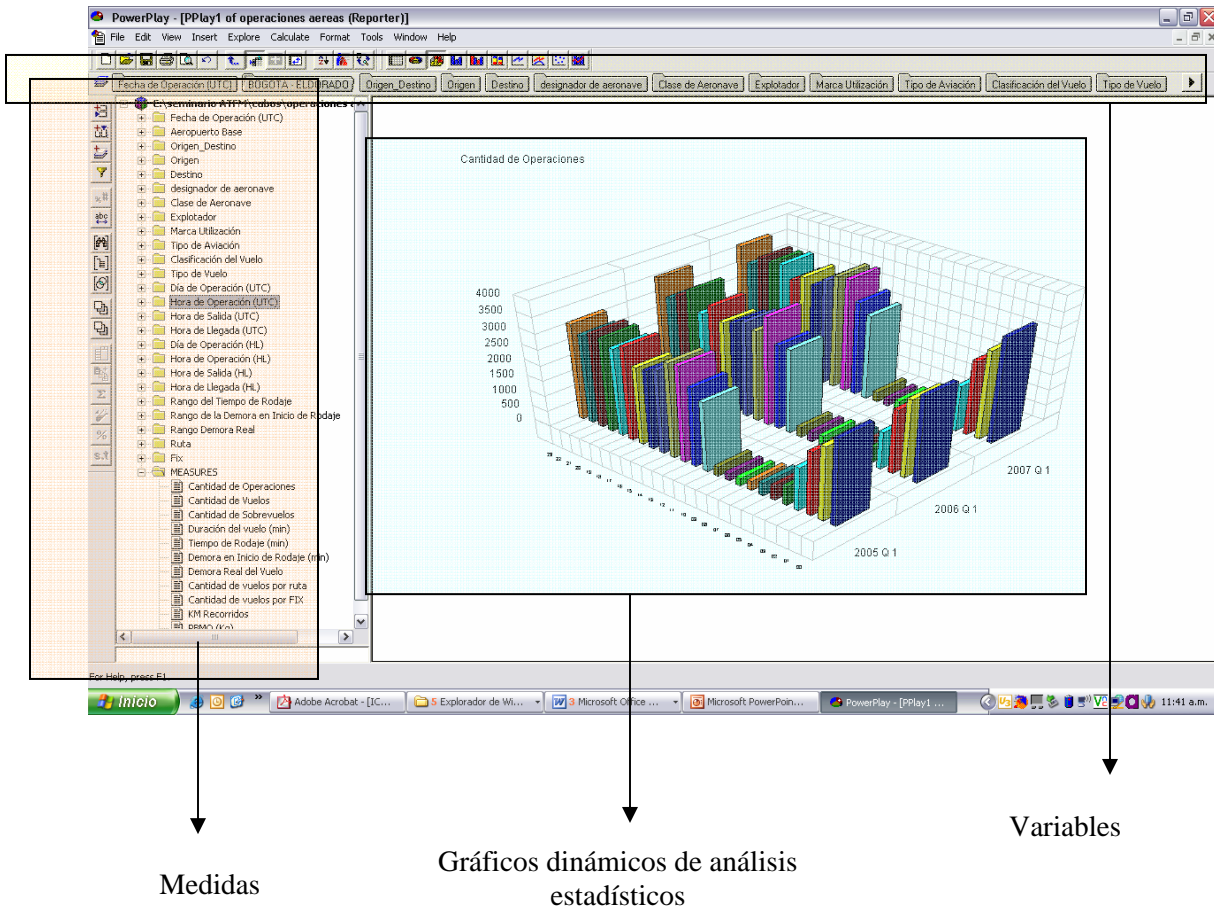 PowerPlay - [PPlay1 of operaciones aereas (Reporter)]
File Edit View Insert Explore Calculate Format Tools Window Help
Fecha de Operación (UTC) BOGOTA - ELDORADO Origen_Destino Origen Destino designador de aeronave Clase de Aeronave Explotador Marca Utilización Tipo de Aviación Clasificación del Vuelo Tipo de Vuelo
E:\seminario ATFM\cubos\operaciones a
Fecha de Operación (UTC)
Aeropuerto Base
Origen_Destino
Origen
Destino
designador de aeronave
Clase de Aeronave
Explotador
Marca Utilización
Tipo de Aviación
Clasificación del Vuelo
Tipo de Vuelo
Día de Operación (UTC)
Hora de Operación (UTC)
Hora de Salida (UTC)
Hora de Llegada (UTC)
Día de Operación (HL)
Hora de Operación (HL)
Hora de Salida (HL)
Hora de Llegada (HL)
Rango del Tiempo de Rodaje
Rango de la Demora en Inicio de Rodaje
Rango Demora Real
Ruta
Fix
MEASURES
Cantidad de Operaciones
Cantidad de Vuelos
Cantidad de Sobrevuelos
Duración del vuelo (min)
Tiempo de Rodaje (min)
Demora en Inicio de Rodaje (min)
Demora Real del Vuelo
Cantidad de vuelos por ruta
Cantidad de vuelos por FIX
KM Recorridos
PBMO (Kg)
Cantidad de Operaciones
4000
3500
3000
2500
2000
1500
1000
500
0
2007 Q 1
2006 Q 1
2005 Q 1
For Help, press F1.
Inicio Adobe Acrobat - [IC... 5 Explorador de Wi... 3 Microsoft Office ... Microsoft PowerPoin... PowerPlay - [PPlay1 ... 11:41 a.m.
Variables
Gráficos dinámicos de análisis
estadísticos
Medidas